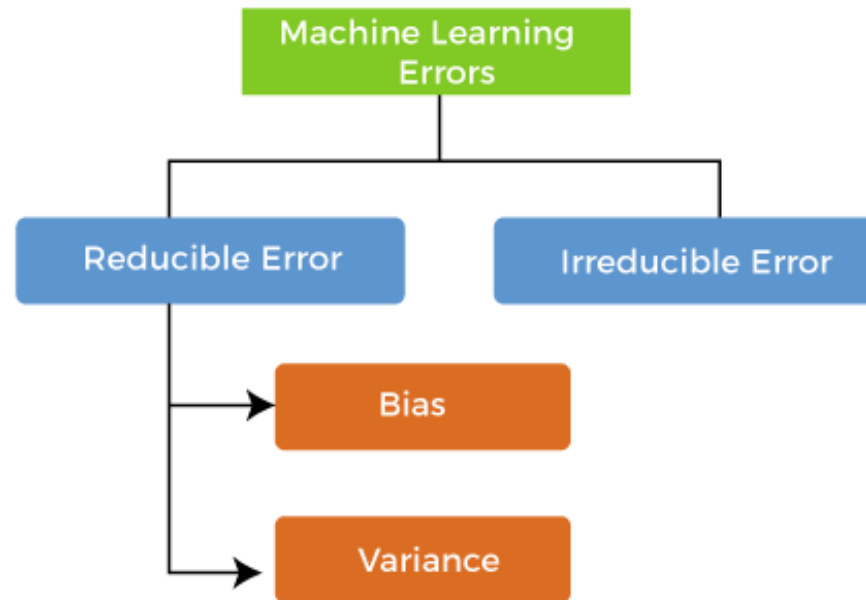 Machine Learning
Errors
Reducible Error
Irreducible Error
Bias
Variance